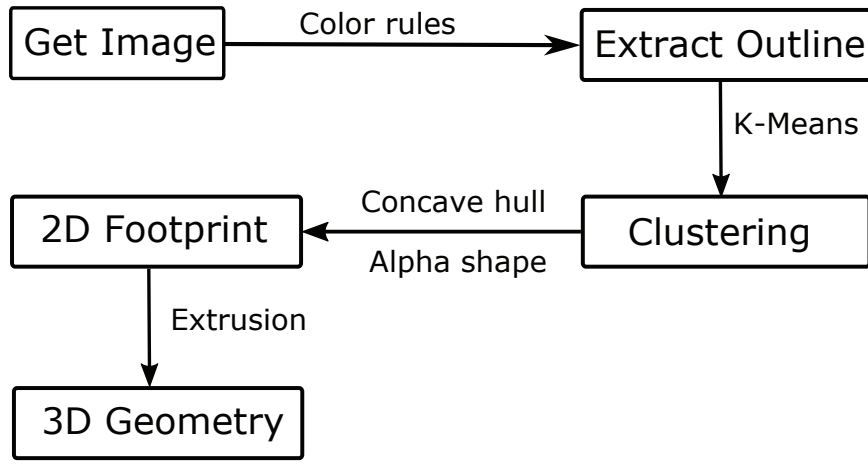 Get Image
Color rules
Extract Outline
K-Means
Clustering
Concave hull
Alpha shape
2D Footprint
Extrusion
3D Geometry